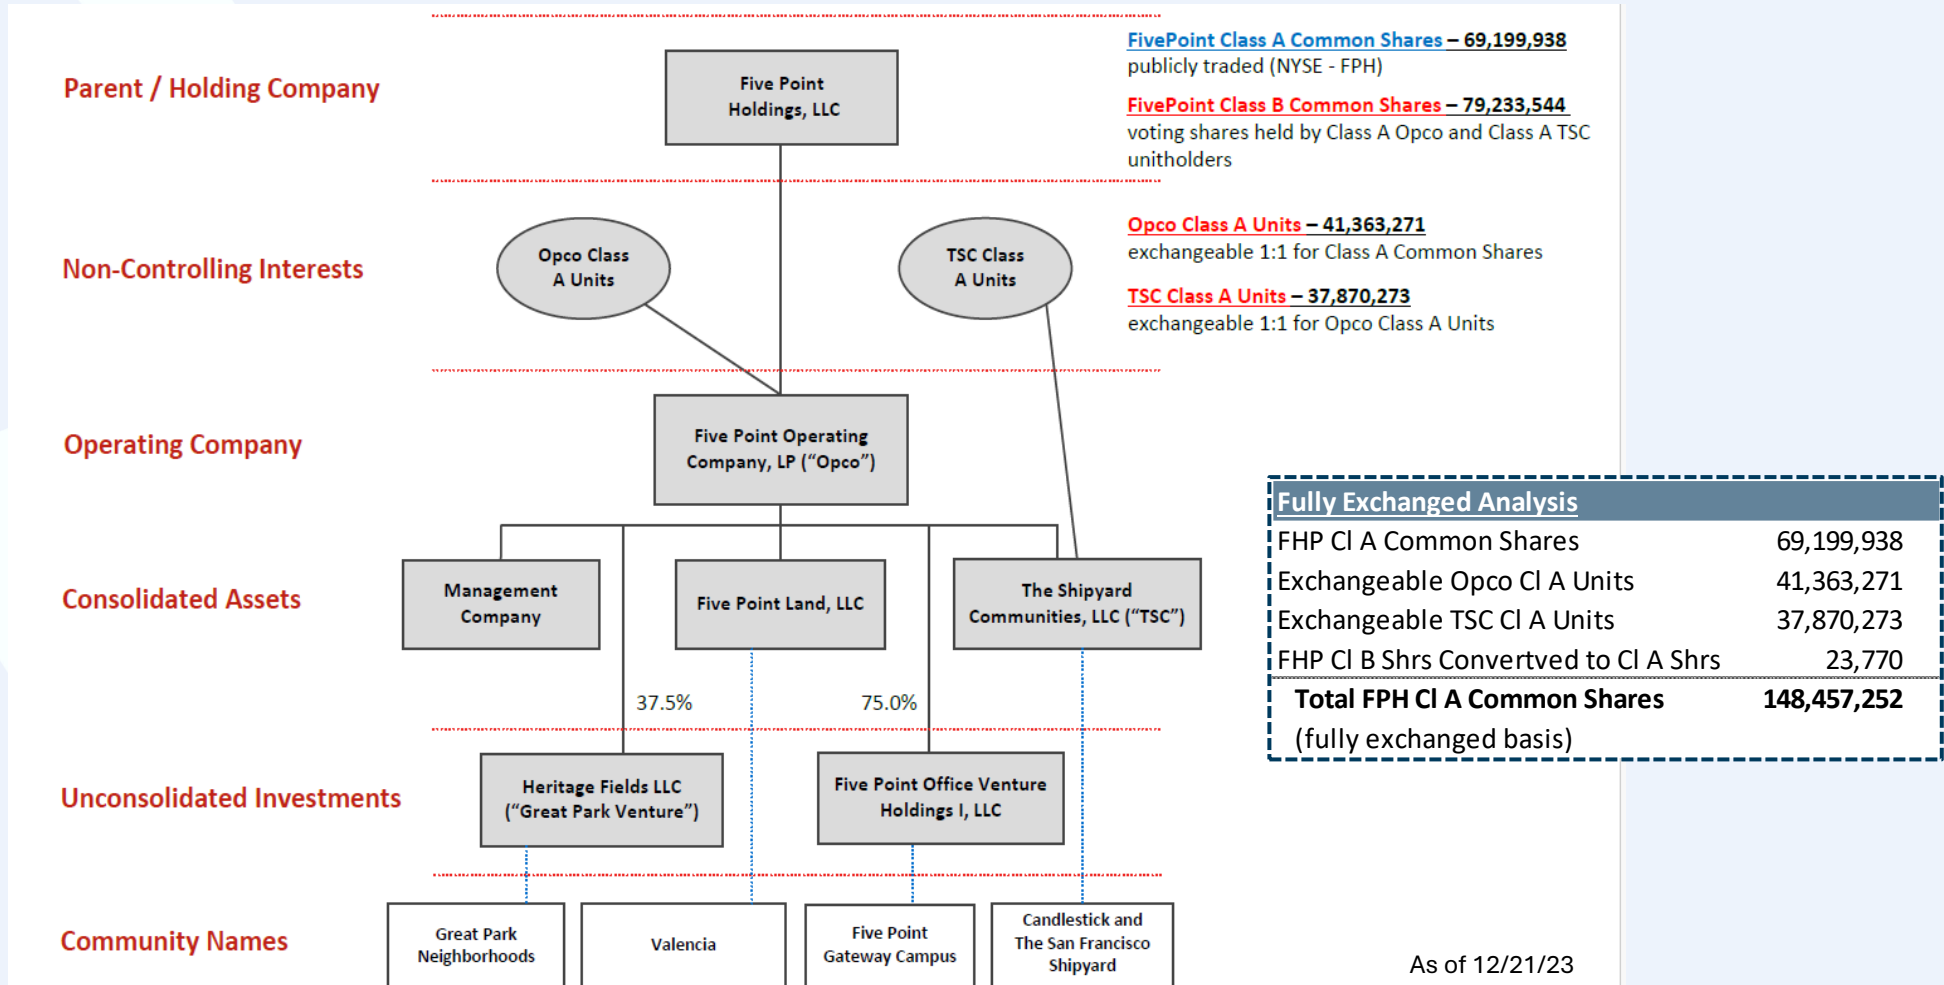 FivePoint Class A Common Shares – 69,199,938
publicly traded (NYSE - FPH)
Parent / Holding Company
Five Point
Holdings, LLC
FivePoint Class B Common Shares – 79,233,544
voting shares held by Class A Opco and Class A TSC
unitholders
Non-Controlling Interests
Opco Class
A Units
TSC Class
A Units
Opco Class A Units – 41,363,271
exchangeable 1:1 for Class A Common Shares
TSC Class A Units – 37,870,273
exchangeable 1:1 for Opco Class A Units
Operating Company
Five Point Operating
Company, LP (“Opco”)
Fully Exchanged Analysis
FHP Cl A Common Shares 69,199,938
Exchangeable Opco Cl A Units 41,363,271
Exchangeable TSC Cl A Units 37,870,273
FHP Cl B Shrs Convertved to Cl A Shrs 23,770
Total FPH Cl A Common Shares 148,457,252
(fully exchanged basis)
Consolidated Assets
Management
Company
Five Point Land, LLC
The Shipyard
Communities, LLC (“TSC”)
37.5%
75.0%
Unconsolidated Investments
Heritage Fields LLC
(“Great Park Venture”)
Five Point Office Venture
Holdings I, LLC
Community Names
Great Park
Neighborhoods
Valencia
Five Point
Gateway Campus
Candlestick and
The San Francisco
Shipyard
As of 12/21/23